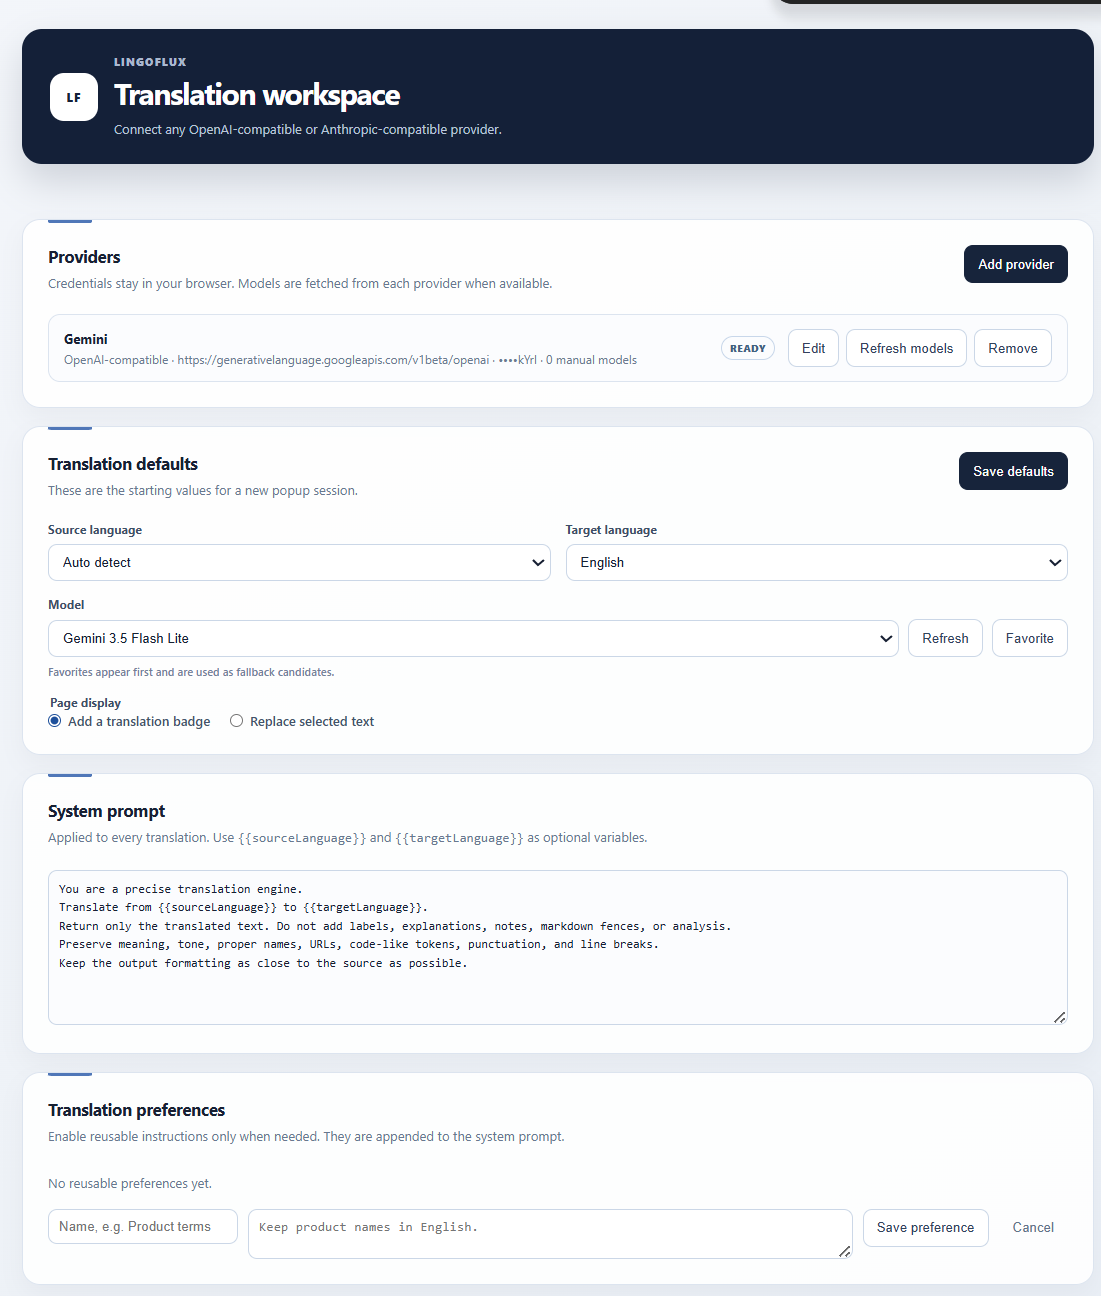 LINGOFLUX
LF
Translation workspace
Connect any OpenAI-compatible or Anthropic-compatible provider.
Providers
Credentials stay in your browser. Models are fetched from each provider when available.
Add provider
Gemini
OpenAI-compatible · https://generativelanguage.googleapis.com/v1beta/openai · ••••kYrI · 0 manual models
READY
Edit
Refresh models
Remove
Translation defaults
These are the starting values for a new popup session.
Save defaults
Source language
Target language
Auto detect
English
Model
Gemini 3.5 Flash Lite
Refresh
Favorite
Favorites appear first and are used as fallback candidates.
Page display
Add a translation badge
Replace selected text
System prompt
Applied to every translation. Use {{sourceLanguage}} and {{targetLanguage}} as optional variables.
You are a precise translation engine.
Translate from {{sourceLanguage}} to {{targetLanguage}}.
Return only the translated text. Do not add labels, explanations, notes, markdown fences, or analysis.
Preserve meaning, tone, proper names, URLs, code-like tokens, punctuation, and line breaks.
Keep the output formatting as close to the source as possible.
Translation preferences
Enable reusable instructions only when needed. They are appended to the system prompt.
No reusable preferences yet.
Name, e.g. Product terms
Keep product names in English.
Save preference
Cancel